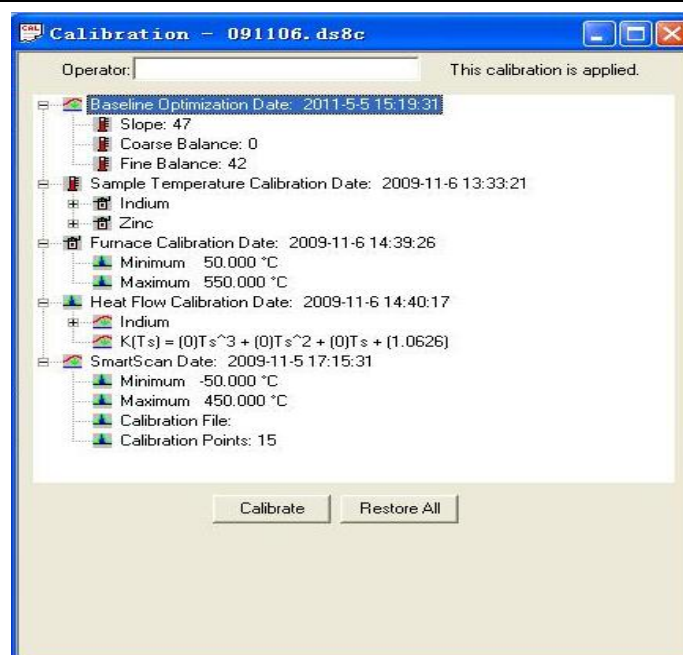 CAL
Calibration - 091106.ds8c
Operator: This calibration is applied.
Baseline Optimization Date: 2011-5-5 15:19:31
Slope: 47
Coarse Balance: 0
Fine Balance: 42
Sample Temperature Calibration Date: 2009-11-6 13:33:21
Indium
Zinc
Furnace Calibration Date: 2009-11-6 14:39:26
Minimum 50.000 °C
Maximum 550.000 °C
Heat Flow Calibration Date: 2009-11-6 14:40:17
Indium
K(Ts) = (0)Ts^3 + (0)Ts^2 + (0)Ts + (1.0626)
SmartScan Date: 2009-11-5 17:15:31
Minimum -50.000 °C
Maximum 450.000 °C
Calibration File:
Calibration Points: 15
Calibrate Restore All